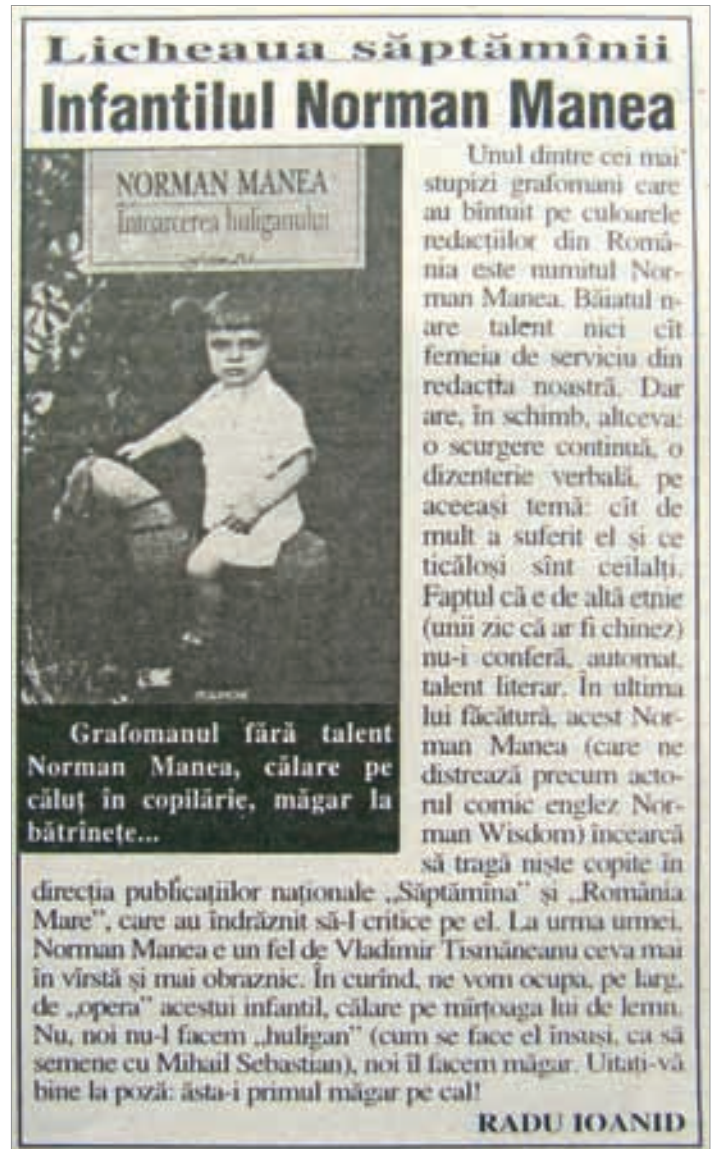 Licheaua săptămînii
Infantilul Norman Manea
NORMAN MANEA
Întoarcerea huliganului
Grafomanul fără talent
Norman Manea, călare pe
căluț în copilărie, măgar la
bătrînețe...
Unul dintre cei mai
stupizi grafomani care
au bîntuit pe culoarele
redacțiilor din Româ-
nia este numitul Nor-
man Manea. Băiatul n-
are talent nici cît
femeia de serviciu din
redacția noastră. Dar
are, în schimb, altceva:
o scurgere continuă, o
dizenterie verbală, pe
aceeași temă: cît de
mult a suferit el și ce
ticăloși sînt ceilalți.
Faptul că e de altă etnie
(unii zic că ar fi chinez)
nu-i conferă, automat,
talent literar. În ultima
lui făcătură, acest Nor-
man Manea (care ne
distrează precum acto-
rul comic englez Nor-
man Wisdom) încearcă
să tragă niște copite în
direcția publicațiilor naționale „Săptămîna” și „România
Mare”, care au îndrăznit să-l critice pe el. La urma urmei,
Norman Manea e un fel de Vladimir Tismăneanu ceva mai
în vîrstă și mai obraznic. În curînd, ne vom ocupa, pe larg,
de „opera” acestui infantil, călare pe mîrțoaga lui de lemn.
Nu, noi nu-l facem „huligan” (cum se face el însuși, ca să
semene cu Mihail Sebastian), noi îl facem măgar. Uitați-vă
bine la poză: ăsta-i primul măgar pe cal!
RADU IOANID